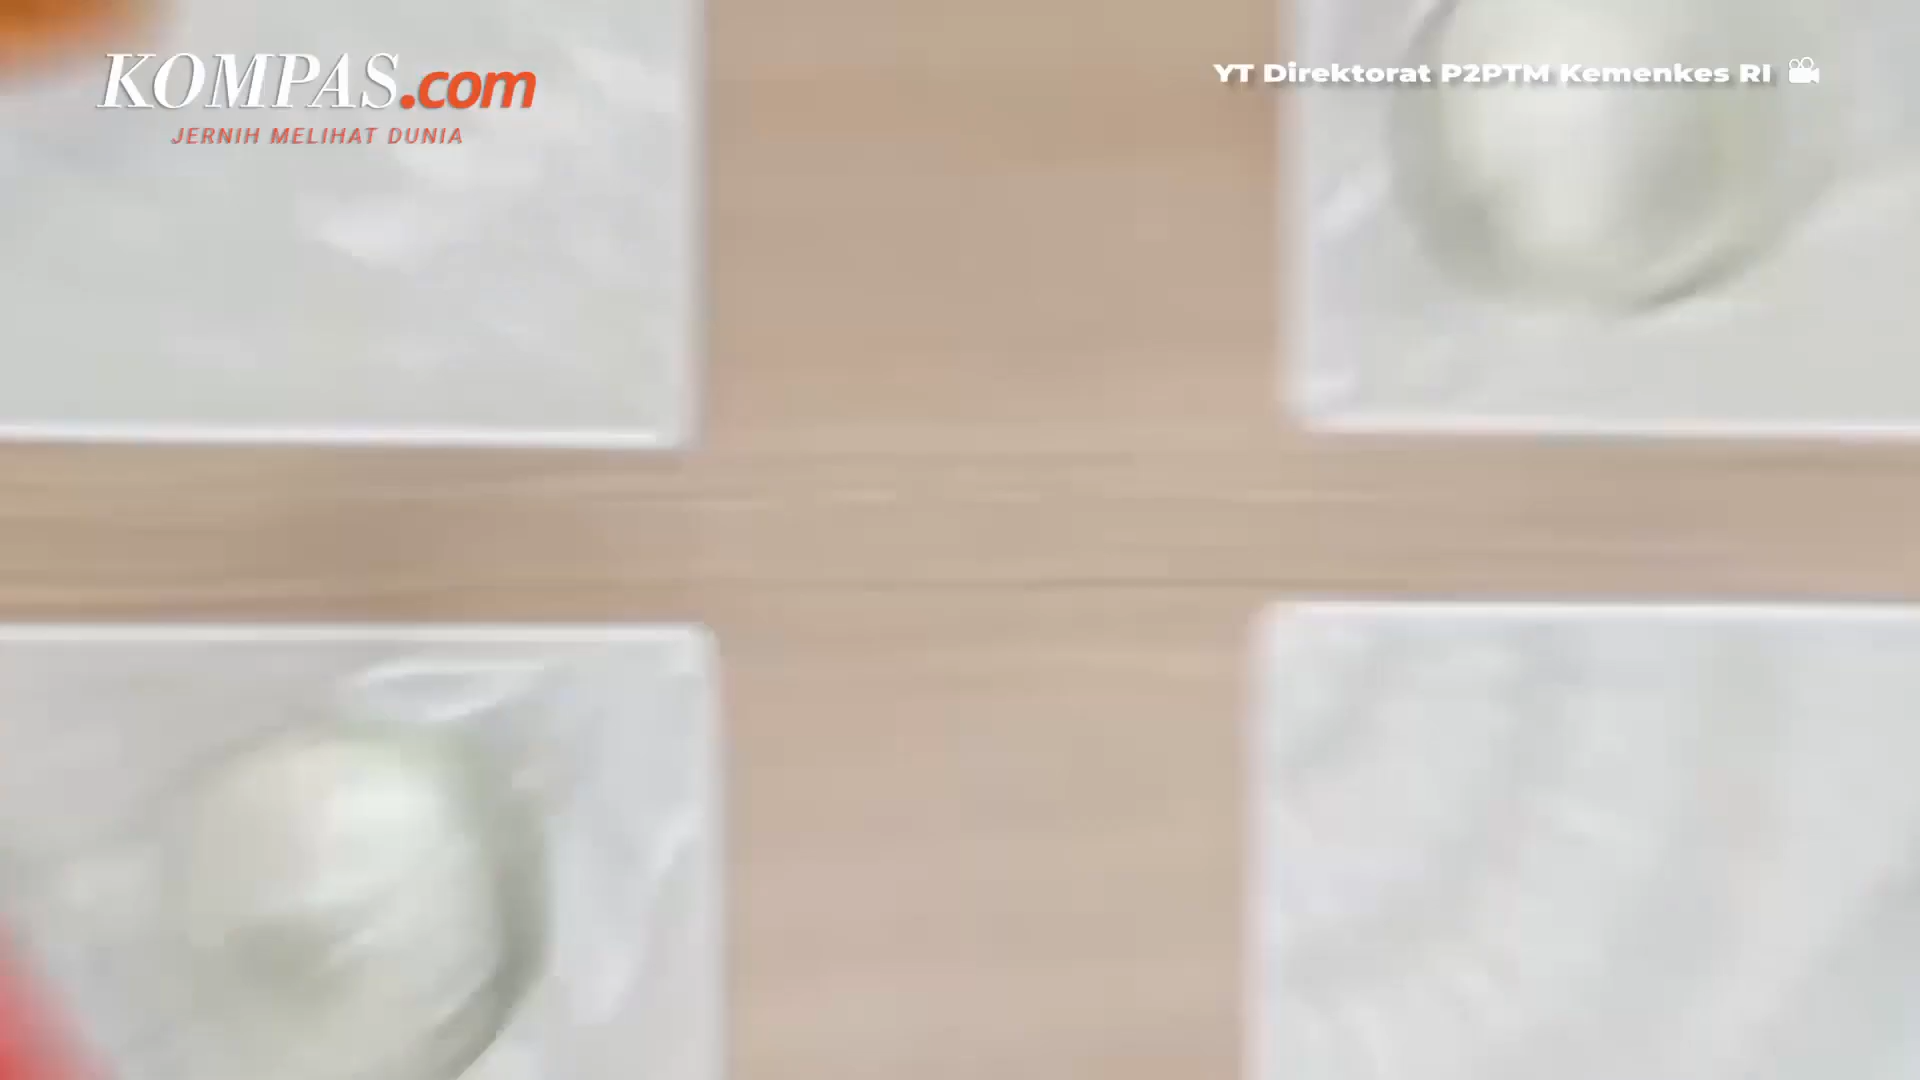 KOMPAS.com
JERNIH MELIHAT DUNIA
YT Direktorat P2PTM Kemenkes RI